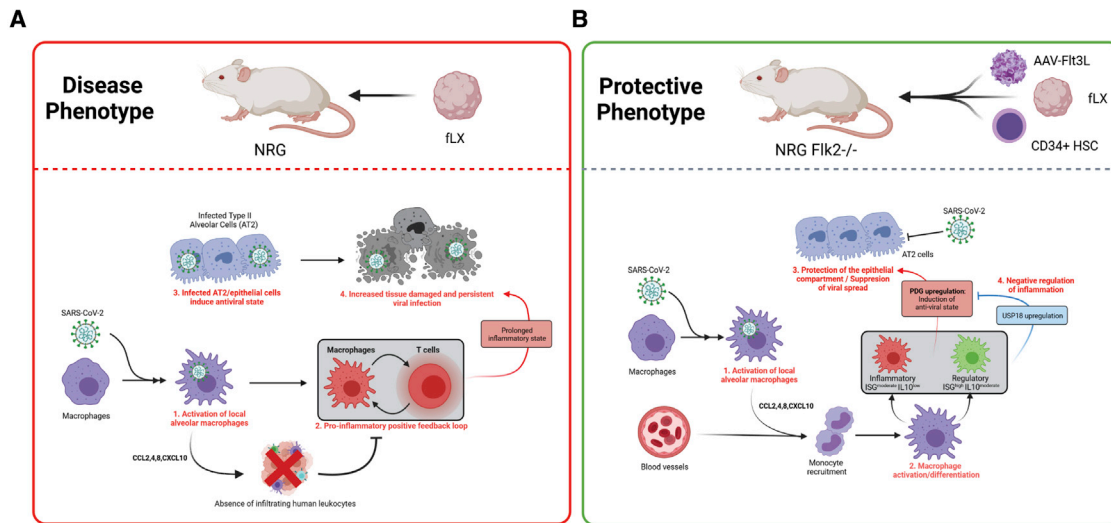 A
Disease
Phenotype
NRG
fLX
Infected Type II
Alveolar Cells (AT2)
3. Infected AT2/epithelial cells
induce antiviral state
4. Increased tissue damaged and persistent
viral infection
SARS-CoV-2
Macrophages
1. Activation of local
alveolar macrophages
Macrophages
T cells
2. Pro-inflammatory positive feedback loop
Prolonged
inflammatory state
CCL2,4,8,CXCL10
Absence of infiltrating human leukocytes
B
Protective
Phenotype
NRG Flk2-/-
AAV-Flt3L
fLX
CD34+ HSC
SARS-CoV-2
AT2 cells
3. Protection of the epithelial
compartment / Suppresion
of viral spread
4. Negative regulation
of inflammation
PDG upregulation:
Induction of
anti-viral state
USP18 upregulation
SARS-CoV-2
Macrophages
1. Activation of local
alveolar macrophages
Inflammatory
ISGmoderate IL10low
Regulatory
ISGhigh IL10moderate
CCL2,4,8,CXCL10
Blood vessels
Monocyte
recruitment
2. Macrophage
activation/differentiation